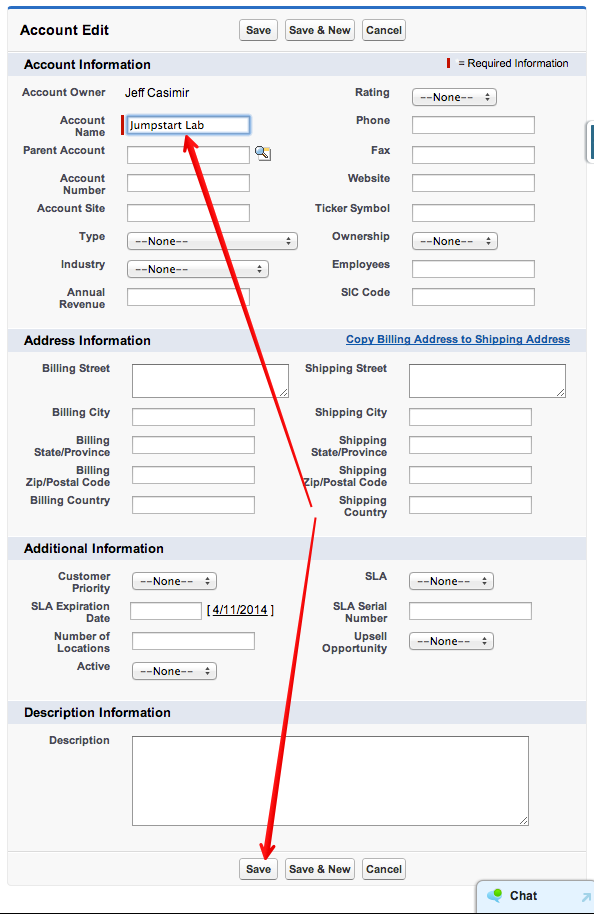 Account Edit Save Save & New Cancel
Account Information = Required Information
Account Owner Jeff Casimir Rating --None--
Account Name Jumpstart Lab Phone
Parent Account Fax
Account Number Website
Account Site Ticker Symbol
Type --None-- Ownership --None--
Industry --None-- Employees
Annual Revenue SIC Code
Address Information Copy Billing Address to Shipping Address
Billing Street Shipping Street
Billing City Shipping City
Billing State/Province Shipping State/Province
Billing Zip/Postal Code Shipping Zip/Postal Code
Billing Country Shipping Country
Additional Information
Customer Priority --None-- SLA --None--
SLA Expiration Date [ 4/11/2014 ] SLA Serial Number
Number of Locations Upsell Opportunity --None--
Active --None--
Description Information
Description
Save Save & New Cancel
Chat